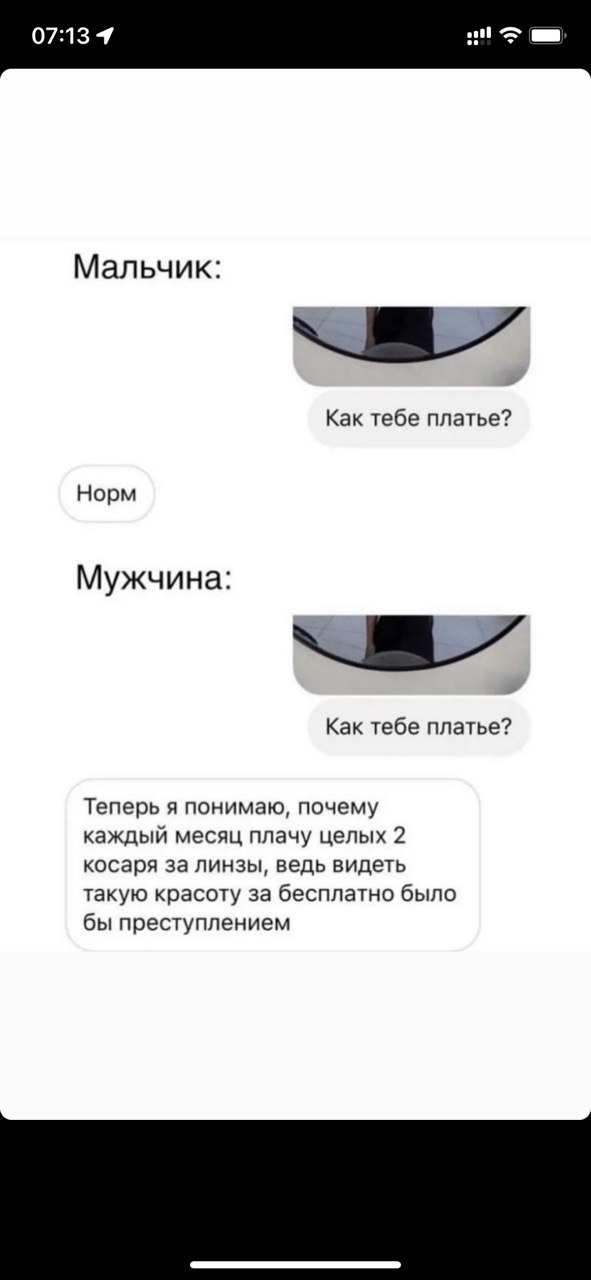 07:13
Мальчик:
Как тебе платье?
Норм
Мужчина:
Как тебе платье?
Теперь я понимаю, почему
каждый месяц плачу целых 2
косаря за линзы, ведь видеть
такую красоту за бесплатно было
бы преступлением